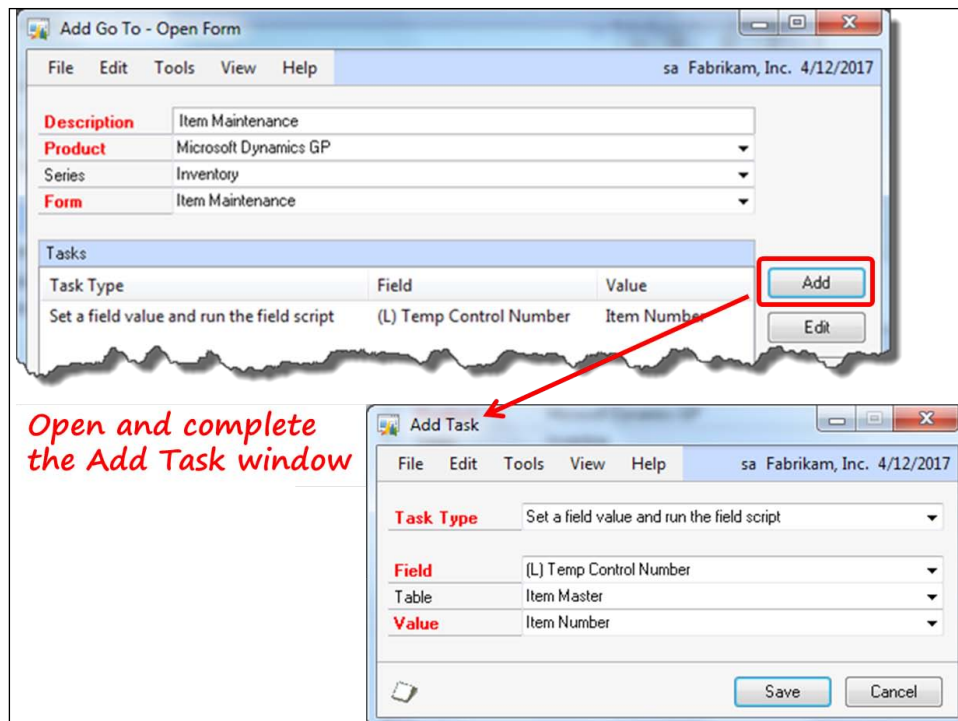 Add Go To - Open Form
File Edit Tools View Help sa Fabrikam, Inc. 4/12/2017
Description Item Maintenance
Product Microsoft Dynamics GP
Series Inventory
Form Item Maintenance
Tasks
Task Type Field Value
Add
Set a field value and run the field script (L) Temp Control Number Item Number
Edit
Open and complete
the Add Task window
Add Task
File Edit Tools View Help sa Fabrikam, Inc. 4/12/2017
Task Type Set a field value and run the field script
Field (L) Temp Control Number
Table Item Master
Value Item Number
Save Cancel